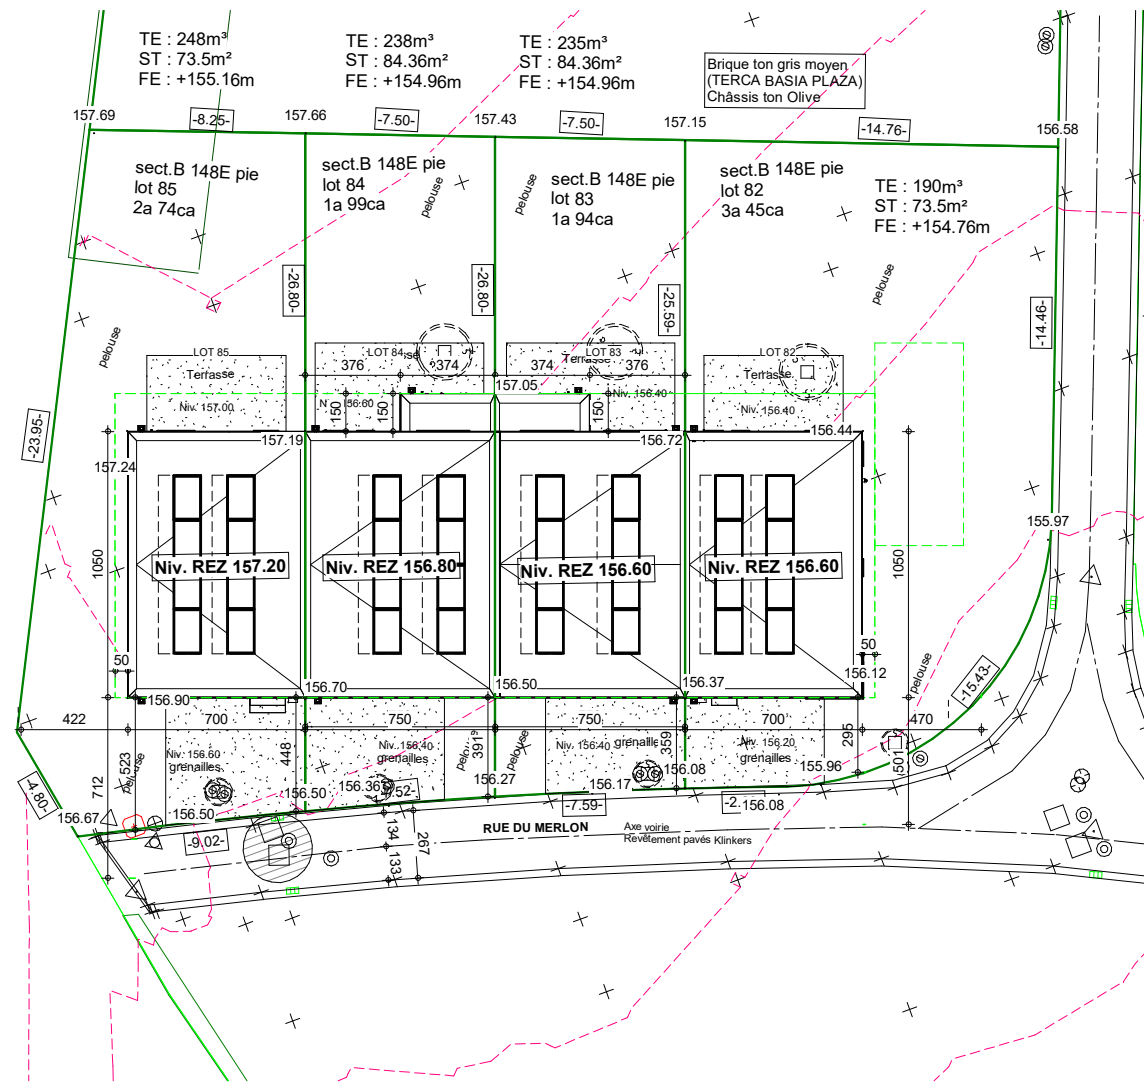 TE : 248m³
ST : 73.5m²
FE : +155.16m
TE : 238m³
ST : 84.36m²
FE : +154.96m
TE : 235m³
ST : 84.36m²
FE : +154.96m
Brique ton gris moyen
(TERCA BASIA PLAZA)
Châssis ton Olive
157.69
-8.25-
157.66
-7.50-
157.43
-7.50-
157.15
-14.76-
156.58
sect.B 148E pie
lot 85
2a 74ca
sect.B 148E pie
lot 84
1a 99ca
pelouse
pelouse
sect.B 148E pie
lot 83
1a 94ca
sect.B 148E pie
lot 82
3a 45ca
TE : 190m³
ST : 73.5m²
FE : +154.76m
pelouse
-26.80-
-26.80-
-25.59-
pelouse
-14.46-
LOT 85
Terrasse
Niv. 157.00
LOT 84
376
374
156.60
157.05
LOT 83
374
376
Niv. 156.40
LOT 82
Terrasse
Niv. 156.40
150
150
150
-23.95-
157.19
156.72
156.44
157.24
155.97
1050
Niv. REZ 157.20
Niv. REZ 156.80
Niv. REZ 156.60
Niv. REZ 156.60
1050
50
50
156.90
156.70
156.50
156.37
156.12
pelouse
-15.43-
422
700
750
750
700
470
523
448
391
359
295
501
712
Niv. 156.60
grenailles
Niv. 156.40
grenailles
pelouse
Niv. 156.40
grenaille
Niv. 156.20
grenailles
pelouse
-4.80-
156.67
156.50
156.50
156.36
156.27
156.17
156.08
155.96
-9.02-
-7.59-
156.08
134
133
267
RUE DU MERLON
Axe voirie
Revêtement pavés Klinkers